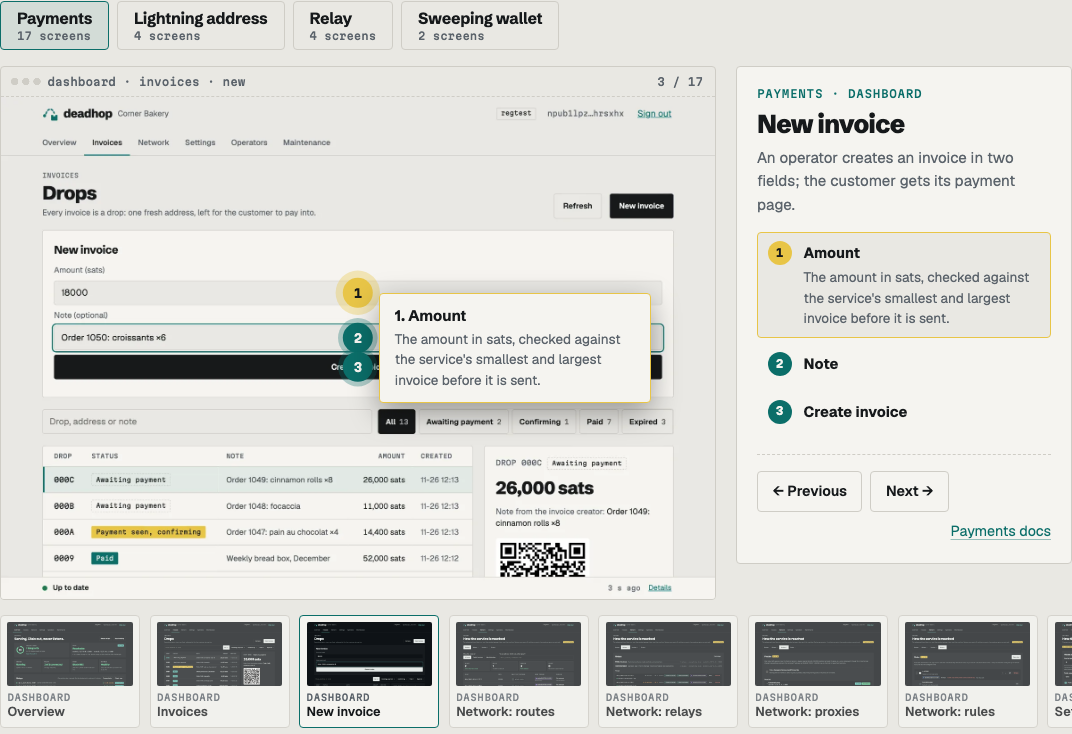 Payments
17 screens
Lightning address
4 screens
Relay
4 screens
Sweeping wallet
2 screens
dashboard · invoices · new
3 / 17
deadhop Corner Bakery
regtest
npub1lpz…hrsxhx
Sign out
Overview Invoices Network Settings Operators Maintenance
INVOICES
Drops
Every invoice is a drop: one fresh address, left for the customer to pay into.
Refresh
New invoice
New invoice
Amount (sats)
18000
1
Note (optional)
Order 1050: croissants ×6
2
3
1. Amount
The amount in sats, checked against
the service's smallest and largest
invoice before it is sent.
Drop, address or note
All 13
Awaiting payment 2
Confirming 1
Paid 7
Expired 3
DROP STATUS NOTE AMOUNT CREATED
000C Awaiting payment Order 1049: cinnamon rolls ×8 26,000 sats 11-26 12:13
000B Awaiting payment Order 1048: focaccia 11,000 sats 11-26 12:13
000A Payment seen, confirming Order 1047: pain au chocolat ×4 14,400 sats 11-26 12:13
0009 Paid Weekly bread box, December 52,000 sats 11-26 12:12
DROP 000C Awaiting payment
26,000 sats
Note from the invoice creator: Order 1049:
cinnamon rolls ×8
Up to date
3 s ago
Details
PAYMENTS · DASHBOARD
New invoice
An operator creates an invoice in two
fields; the customer gets its payment
page.
1 Amount
The amount in sats, checked against
the service's smallest and largest
invoice before it is sent.
2 Note
3 Create invoice
← Previous
Next →
Payments docs
DASHBOARD
Overview
DASHBOARD
Invoices
DASHBOARD
New invoice
DASHBOARD
Network: routes
DASHBOARD
Network: relays
DASHBOARD
Network: proxies
DASHBOARD
Network: rules